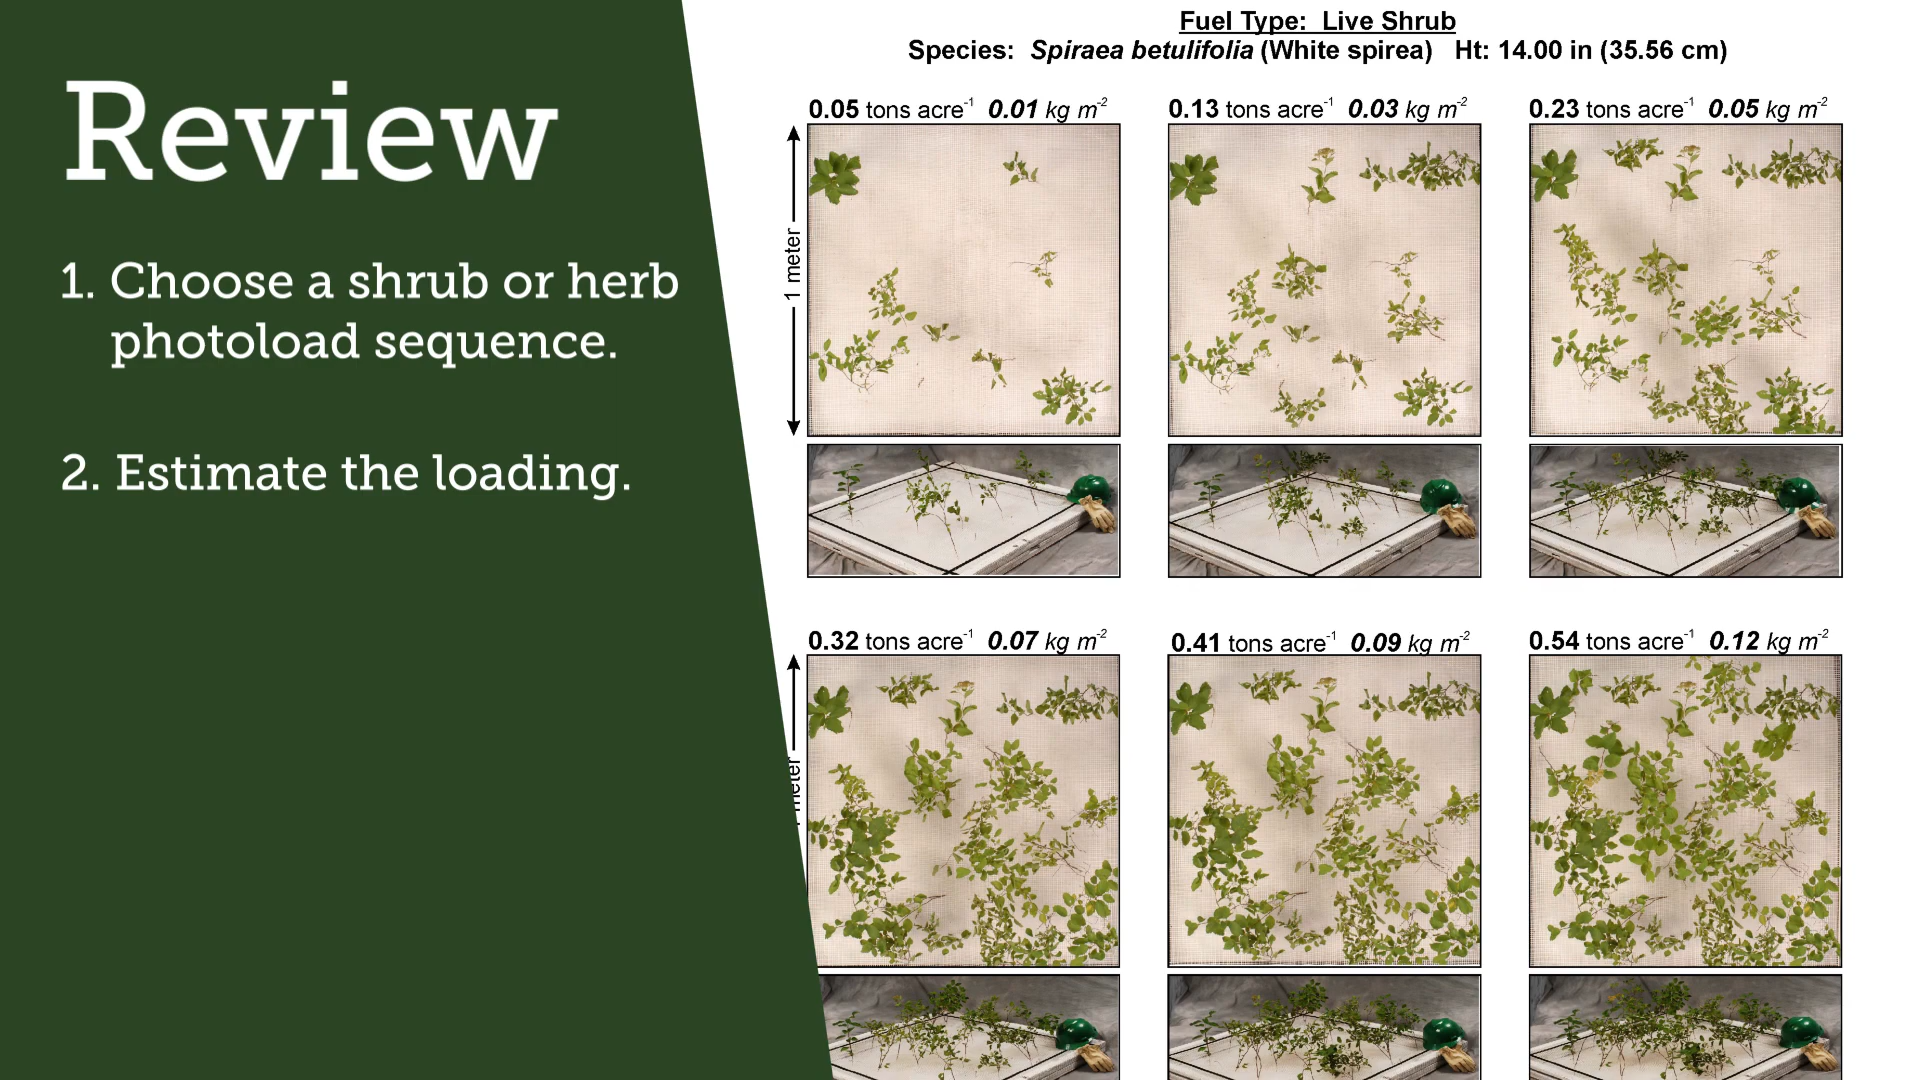 Review
1. Choose a shrub or herb
photoload sequence.
2. Estimate the loading.
Fuel Type: Live Shrub
Species: Spiraea betulifolia (White spirea) Ht: 14.00 in (35.56 cm)
0.05 tons acre⁻¹ 0.01 kg m⁻²
0.13 tons acre⁻¹ 0.03 kg m⁻²
0.23 tons acre⁻¹ 0.05 kg m⁻²
1 meter
0.32 tons acre⁻¹ 0.07 kg m⁻²
0.41 tons acre⁻¹ 0.09 kg m⁻²
0.54 tons acre⁻¹ 0.12 kg m⁻²